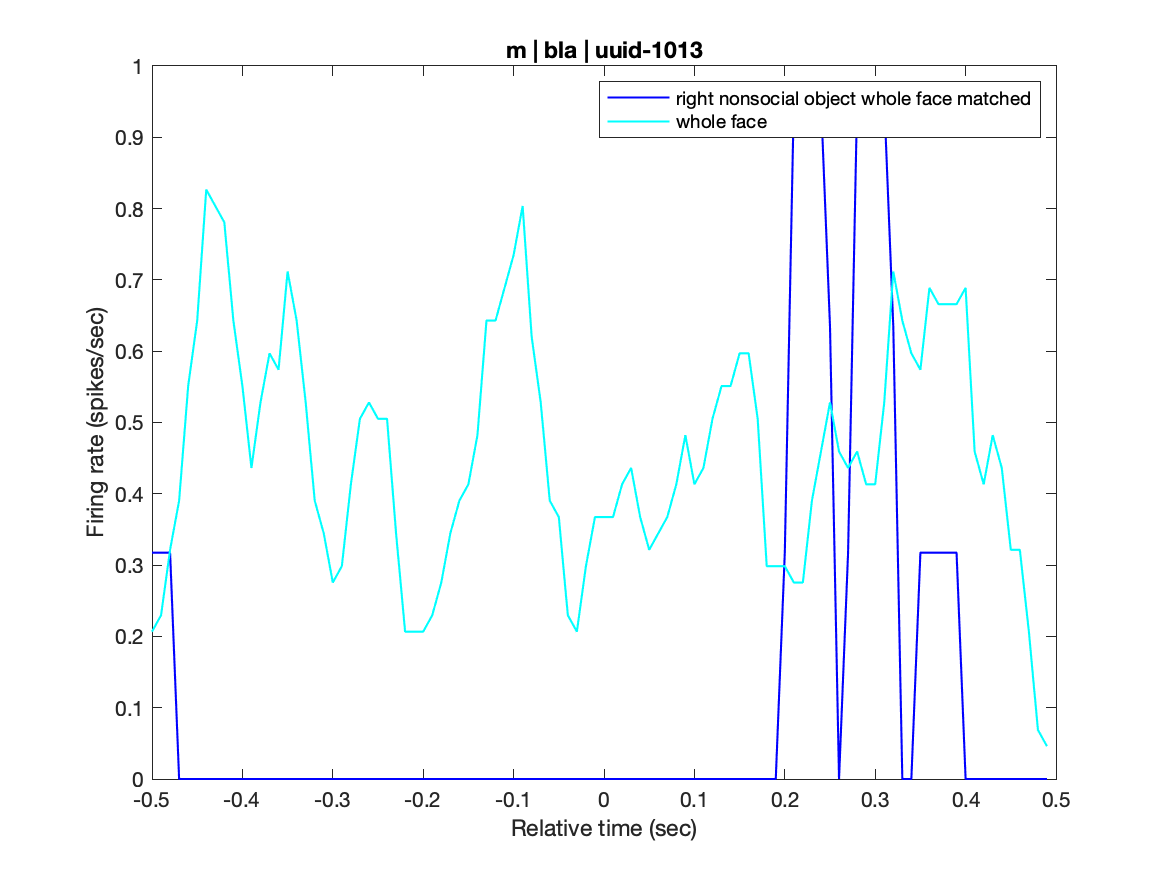 m | bla | uuid-1013
right nonsocial object whole face matched
whole face
Firing rate (spikes/sec)
1
0.9
0.8
0.7
0.6
0.5
0.4
0.3
0.2
0.1
0
-0.5 -0.4 -0.3 -0.2 -0.1 0 0.1 0.2 0.3 0.4 0.5
Relative time (sec)